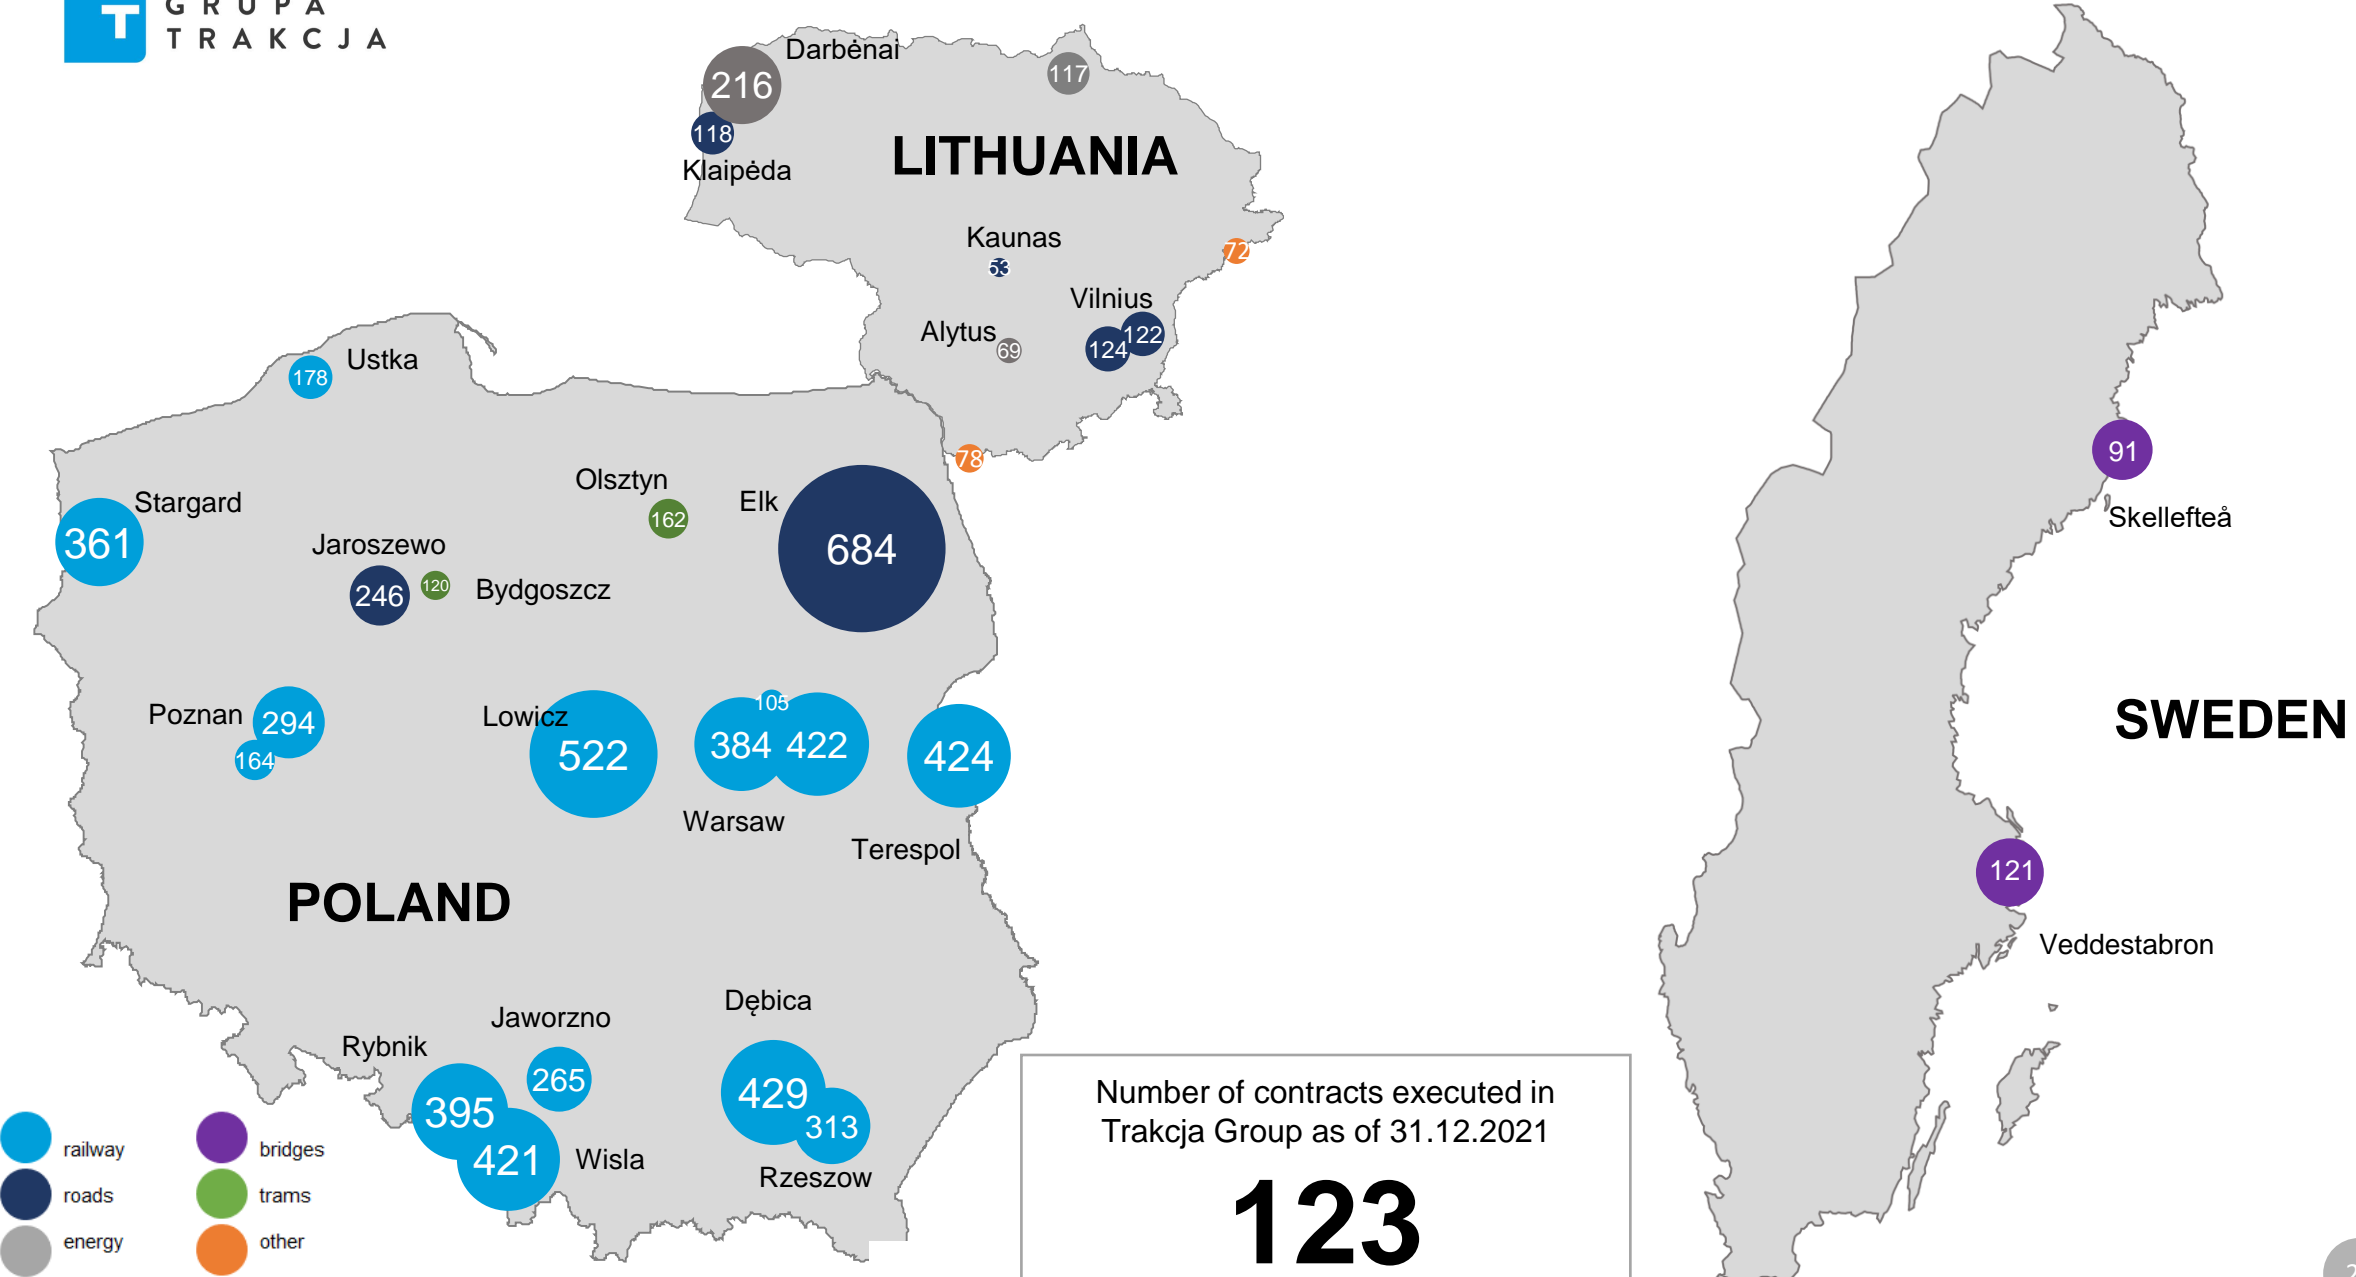 GRUPA
TRAKCJA
Darbėnai
216
117
118
Klaipėda
LITHUANIA
Kaunas
53
72
Vilnius
Alytus
69
124
122
78
Ustka
178
Stargard
361
Olsztyn
162
Elk
684
Jaroszewo
246
120
Bydgoszcz
Poznan
294
164
Lowicz
522
105
384
422
Warsaw
424
Terespol
POLAND
Dębica
429
313
Rzeszow
Jaworzno
265
Rybnik
395
421
Wisla
91
Skellefteå
SWEDEN
121
Veddestabron
railway
roads
energy
bridges
trams
other
Number of contracts executed in
Trakcja Group as of 31.12.2021
123